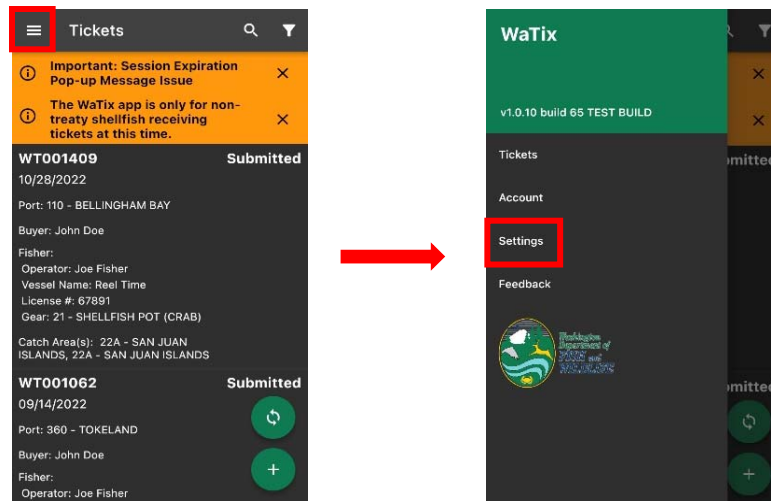 Tickets
Important: Session Expiration
Pop-up Message Issue
The WaTix app is only for non-
treaty shellfish receiving
tickets at this time.
WT001409 Submitted
10/28/2022
Port: 110 - BELLINGHAM BAY
Buyer: John Doe
Fisher:
Operator: Joe Fisher
Vessel Name: Reel Time
License #: 67891
Gear: 21 - SHELLFISH POT (CRAB)
Catch Area(s): 22A - SAN JUAN
ISLANDS, 22A - SAN JUAN ISLANDS
WT001062 Submitted
09/14/2022
Port: 360 - TOKELAND
Buyer: John Doe
Fisher:
Operator: Joe Fisher
WaTix
v1.0.10 build 65 TEST BUILD
Tickets
Account
Settings
Feedback
Washington
Department of
FISH and
WILDLIFE
mitted
mitted